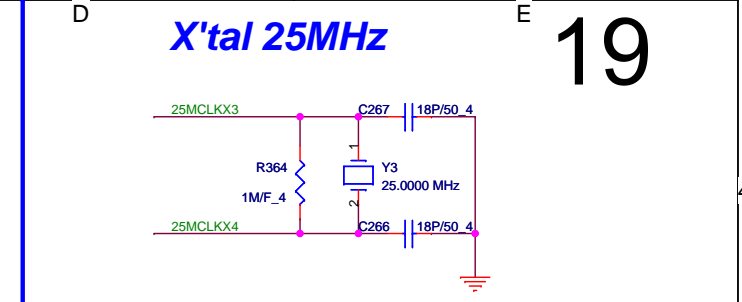 D
E
X'tal 25MHz
19
25MCLKX3
C267
18P/50_4
1
R364
Y3
25.0000 MHz
1M/F_4
2
25MCLKX4
C266
18P/50_4